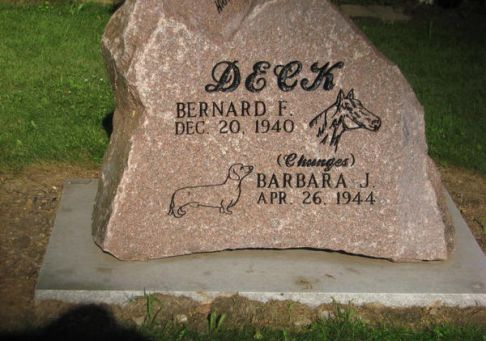 DECK
BERNARD F.
DEC. 20, 1940
(Chunges)
BARBARA J.
APR. 26, 1944